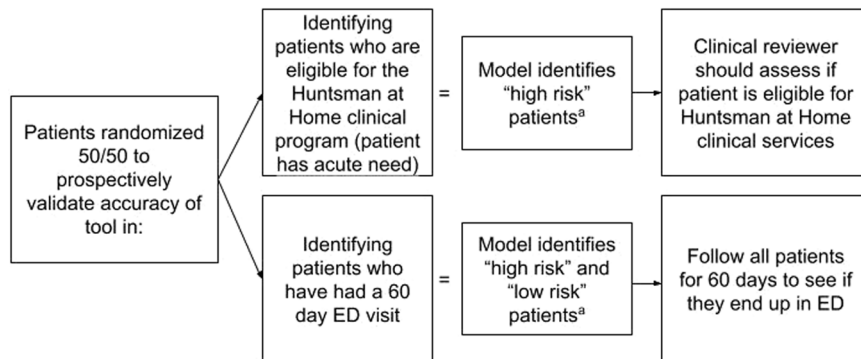 Patients randomized
50/50 to
prospectively
validate accuracy of
tool in:
Identifying
patients who are
eligible for the
Huntsman at
Home clinical
program (patient
has acute need)
=
Model identifies
“high risk”
patientsª
Clinical reviewer
should assess if
patient is eligible for
Huntsman at Home
clinical services
Identifying
patients who
have had a 60
day ED visit
=
Model identifies
“high risk” and
“low risk”
patientsª
Follow all patients
for 60 days to see if
they end up in ED